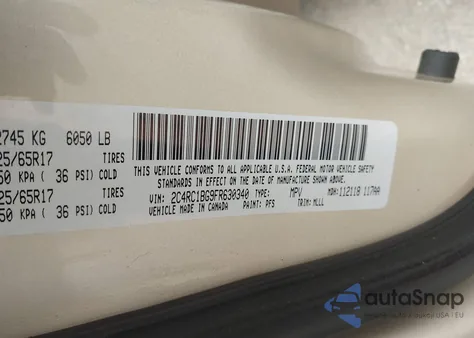 2745 KG 6050 LB
25/65R17 TIRES
50 KPA ( 36 PSI) COLD
25/65R17 TIRES
50 KPA ( 36 PSI) COLD
THIS VEHICLE CONFORMS TO ALL APPLICABLE U.S.A. FEDERAL MOTOR VEHICLE SAFETY
STANDARDS IN EFFECT ON THE DATE OF MANUFACTURE SHOWN ABOVE.
VIN: 2C4RC1BG9FR630340 TYPE: MPV MDH: 112118 117AA
VEHICLE MADE IN CANADA PAINT: PFS TRIM: MLLL
autoSnap